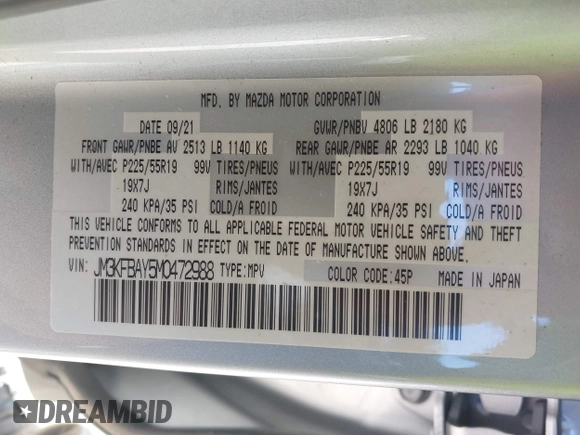 MFD. BY MAZDA MOTOR CORPORATION
DATE 09/21 GVWR/PNBV 4806 LB 2180 KG
FRONT GAWR/PNBE AV 2513 LB 1140 KG REAR GAWR/PNBE AR 2293 LB 1040 KG
WITH/AVEC P225/55R19 99V TIRES/PNEUS WITH/AVEC P225/55R19 99V TIRES/PNEUS
19X7J RIMS/JANTES 19X7J RIMS/JANTES
240 KPA/35 PSI COLD/A FROID 240 KPA/35 PSI COLD/A FROID
THIS VEHICLE CONFORMS TO ALL APPLICABLE FEDERAL MOTOR VEHICLE SAFETY AND THEFT
PREVENTION STANDARDS IN EFFECT ON THE DATE OF MANUFACTURE SHOWN ABOVE.
VIN: JM3KFBAY5M0472988 TYPE:MPV COLOR CODE:45P MADE IN JAPAN
DREAMBID